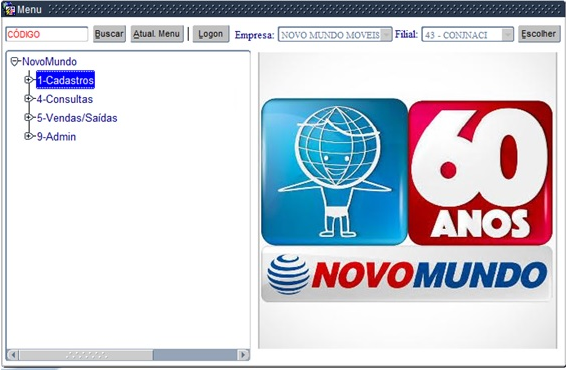 Menu
CÓDIGO Buscar Atual. Menu Logon Empresa: NOVO MUNDO MOVEIS Filial: 43 - CONJNACI Escolher
NovoMundo
1-Cadastros
4-Consultas
5-Vendas/Saídas
9-Admin
60
ANOS
NOVOMUNDO